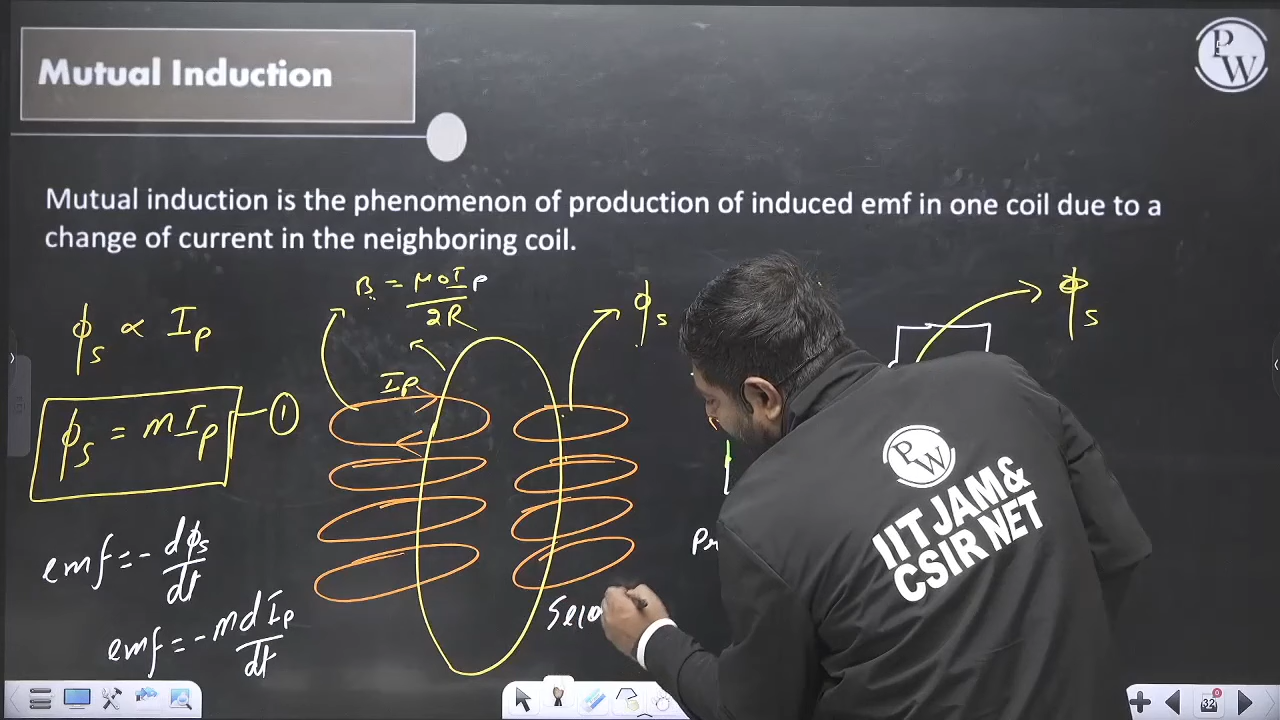 Mutual Induction
PW
Mutual induction is the phenomenon of production of induced emf in one coil due to a
change of current in the neighboring coil.
ϕs ∝ Ip
B = μ0Ip/2R
ϕs
ϕs
Ip
ϕs = mIp — ①
emf = - dϕs/dt
emf = - mdIp/dt
PW
IIT JAM&
CSIR NET
32